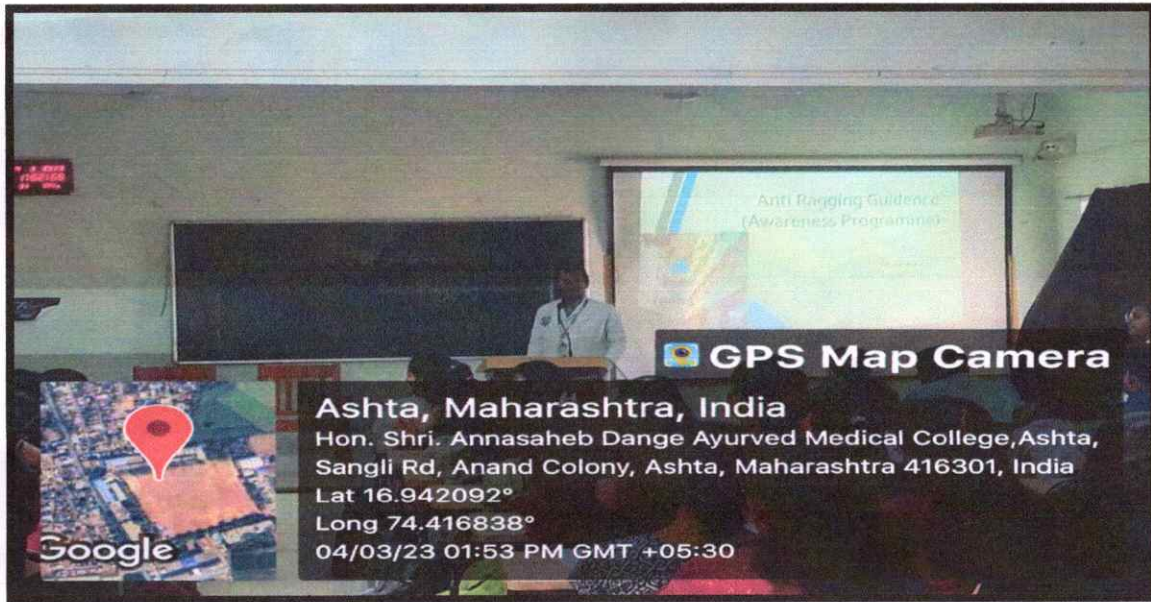 Anti Ragging Guidence
(Awareness Programme)
GPS Map Camera
Ashta, Maharashtra, India
Hon. Shri. Annasaheb Dange Ayurved Medical College,Ashta,
Sangli Rd, Anand Colony, Ashta, Maharashtra 416301, India
Lat 16.942092°
Long 74.416838°
04/03/23 01:53 PM GMT +05:30
Google